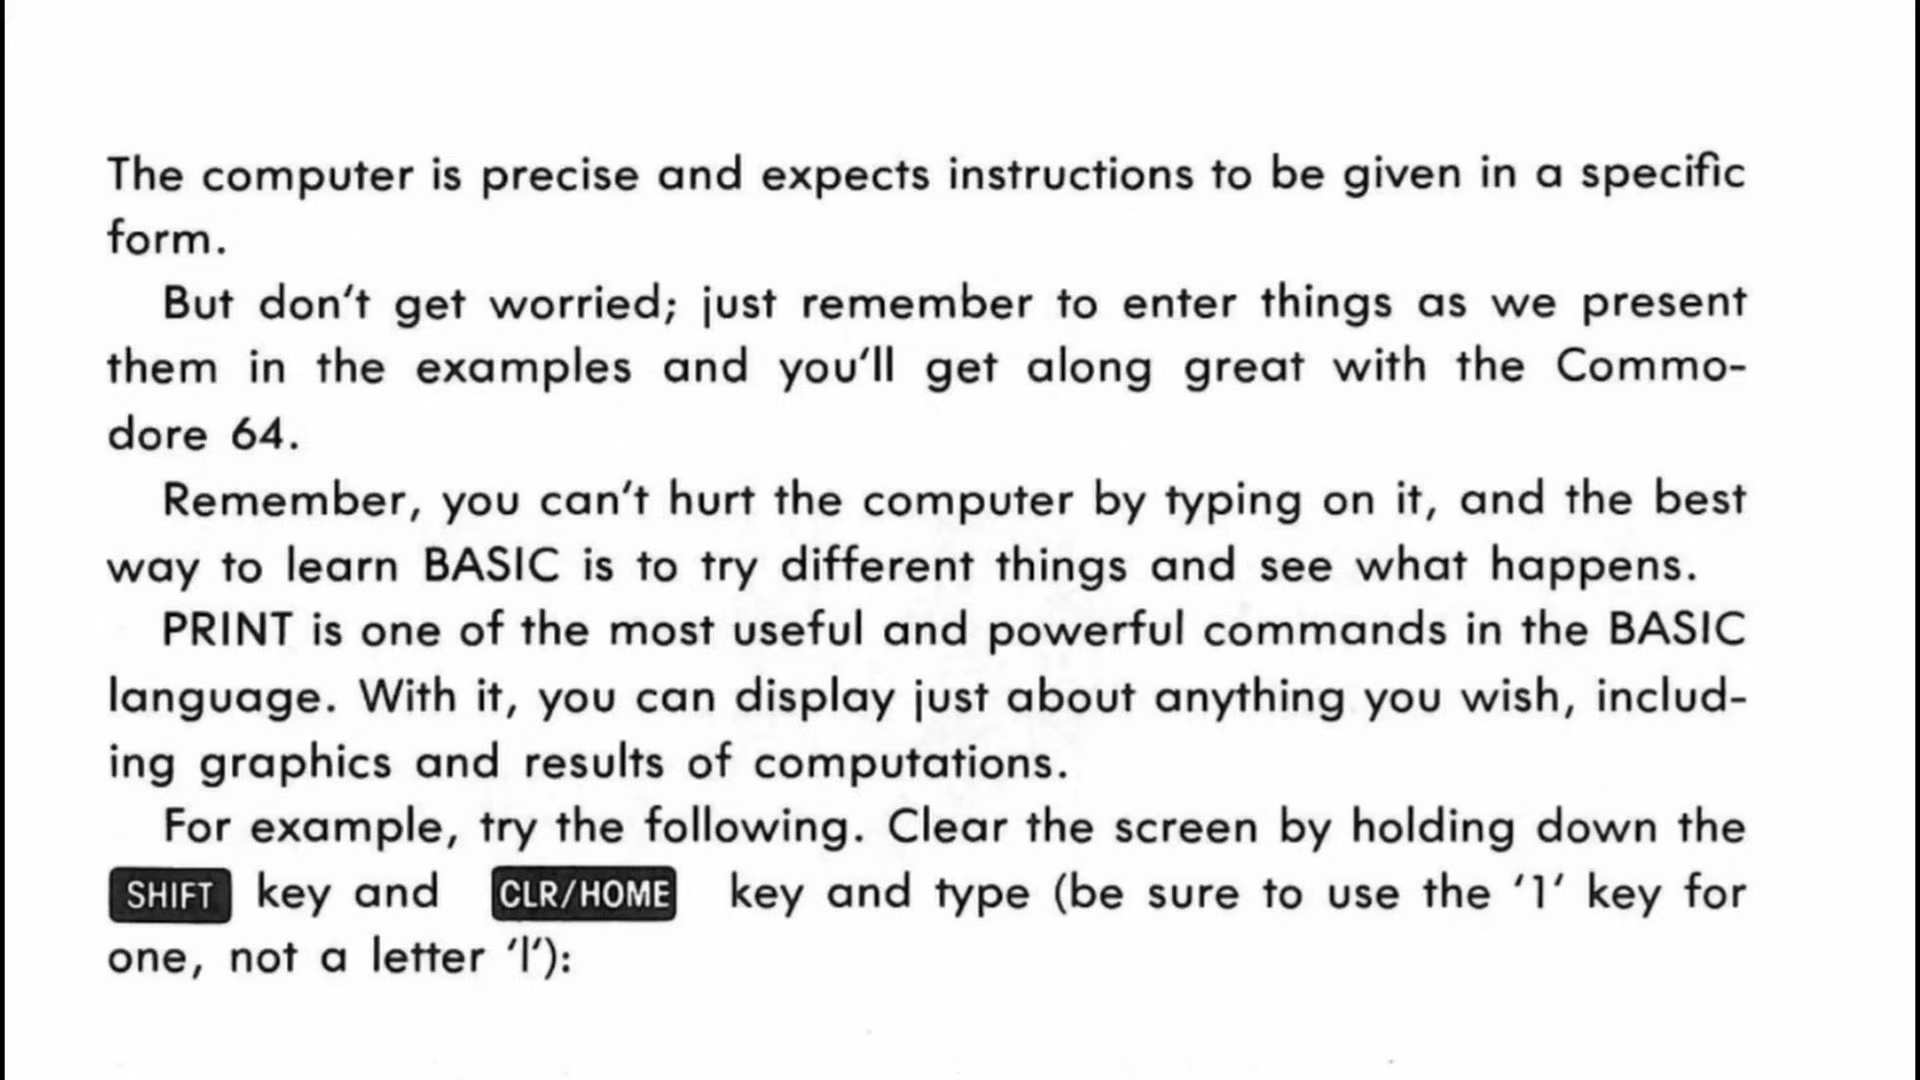 The computer is precise and expects instructions to be given in a specific
form.
But don't get worried; just remember to enter things as we present
them in the examples and you'll get along great with the Commo-
dore 64.
Remember, you can't hurt the computer by typing on it, and the best
way to learn BASIC is to try different things and see what happens.
PRINT is one of the most useful and powerful commands in the BASIC
language. With it, you can display just about anything you wish, includ-
ing graphics and results of computations.
For example, try the following. Clear the screen by holding down the
SHIFT key and CLR/HOME key and type (be sure to use the '1' key for
one, not a letter 'l'):